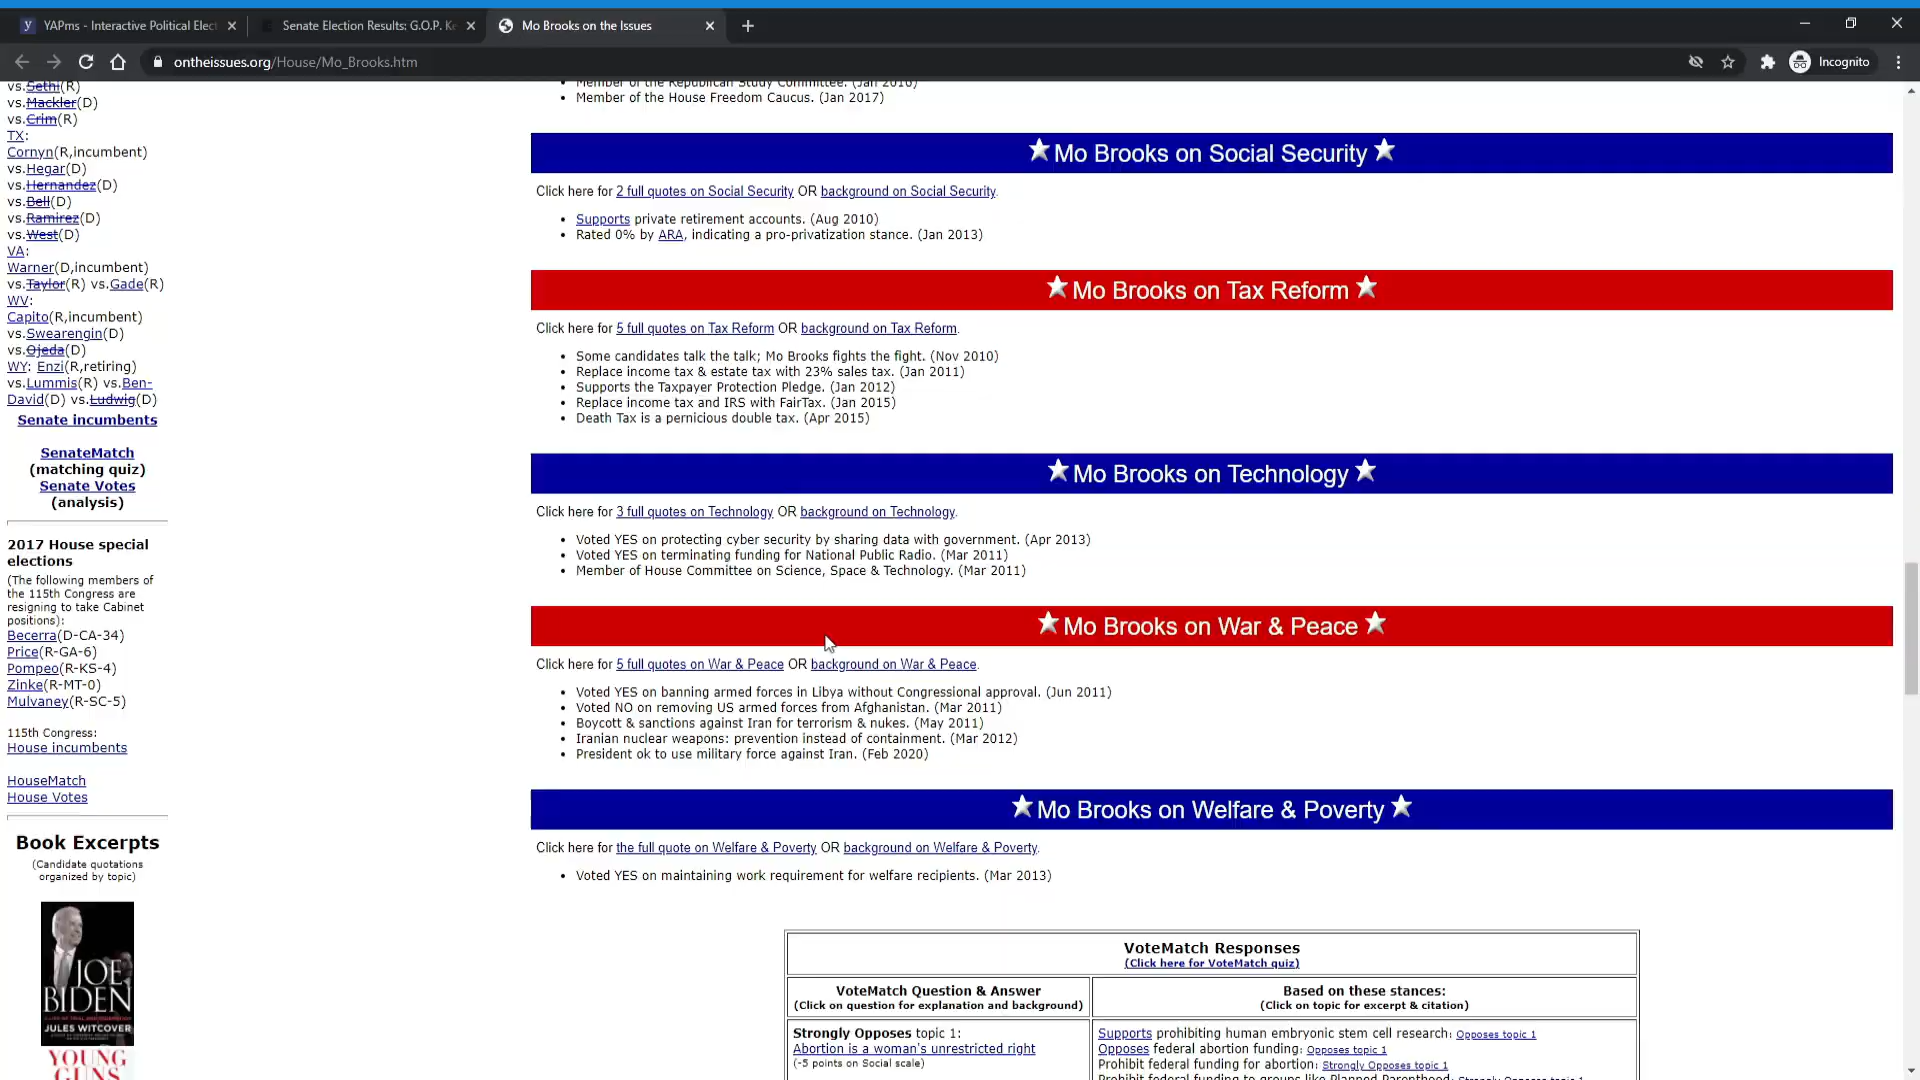 YAPms - Interactive Political Elect
Senate Election Results: G.O.P. Ke
Mo Brooks on the Issues
ontheissues.org/House/Mo_Brooks.htm
Incognito
vs.Sethi(R)
vs.Mackler(D)
vs.Crim(R)
TX:
Cornyn(R,incumbent)
vs.Hegar(D)
vs.Hernandez(D)
vs.Bell(D)
vs.Ramirez(D)
vs.West(D)
VA:
Warner(D,incumbent)
vs.Taylor(R) vs.Gade(R)
WV:
Capito(R,incumbent)
vs.Swearengin(D)
vs.Ojeda(D)
WY: Enzi(R,retiring)
vs.Lummis(R) vs.Ben-
David(D) vs.Ludwig(D)
Senate incumbents
SenateMatch
(matching quiz)
Senate Votes
(analysis)
2017 House special
elections
(The following members of
the 115th Congress are
resigning to take Cabinet
positions):
Becerra(D-CA-34)
Price(R-GA-6)
Pompeo(R-KS-4)
Zinke(R-MT-0)
Mulvaney(R-SC-5)
115th Congress:
House incumbents
HouseMatch
House Votes
Book Excerpts
(Candidate quotations
organized by topic)
JOE
BIDEN
JULES WITCOVER
YOUNG
GUNS
Member of the Republican Study Committee. (Jan 2010)
Member of the House Freedom Caucus. (Jan 2017)
Mo Brooks on Social Security
Click here for 2 full quotes on Social Security OR background on Social Security.
Supports private retirement accounts. (Aug 2010)
Rated 0% by ARA, indicating a pro-privatization stance. (Jan 2013)
Mo Brooks on Tax Reform
Click here for 5 full quotes on Tax Reform OR background on Tax Reform.
Some candidates talk the talk; Mo Brooks fights the fight. (Nov 2010)
Replace income tax & estate tax with 23% sales tax. (Jan 2011)
Supports the Taxpayer Protection Pledge. (Jan 2012)
Replace income tax and IRS with FairTax. (Jan 2015)
Death Tax is a pernicious double tax. (Apr 2015)
Mo Brooks on Technology
Click here for 3 full quotes on Technology OR background on Technology.
Voted YES on protecting cyber security by sharing data with government. (Apr 2013)
Voted YES on terminating funding for National Public Radio. (Mar 2011)
Member of House Committee on Science, Space & Technology. (Mar 2011)
Mo Brooks on War & Peace
Click here for 5 full quotes on War & Peace OR background on War & Peace.
Voted YES on banning armed forces in Libya without Congressional approval. (Jun 2011)
Voted NO on removing US armed forces from Afghanistan. (Mar 2011)
Boycott & sanctions against Iran for terrorism & nukes. (May 2011)
Iranian nuclear weapons: prevention instead of containment. (Mar 2012)
President ok to use military force against Iran. (Feb 2020)
Mo Brooks on Welfare & Poverty
Click here for the full quote on Welfare & Poverty OR background on Welfare & Poverty.
Voted YES on maintaining work requirement for welfare recipients. (Mar 2013)
VoteMatch Responses
(Click here for VoteMatch quiz)
VoteMatch Question & Answer
(Click on question for explanation and background)
Based on these stances:
(Click on topic for excerpt & citation)
Strongly Opposes topic 1:
Abortion is a woman's unrestricted right
(-5 points on Social scale)
Supports prohibiting human embryonic stem cell research: Opposes topic 1
Opposes federal abortion funding: Opposes topic 1
Prohibit federal funding for abortion: Strongly Opposes topic 1
Prohibit federal funding to groups like Planned Parenthood: Strongly Opposes topic 1